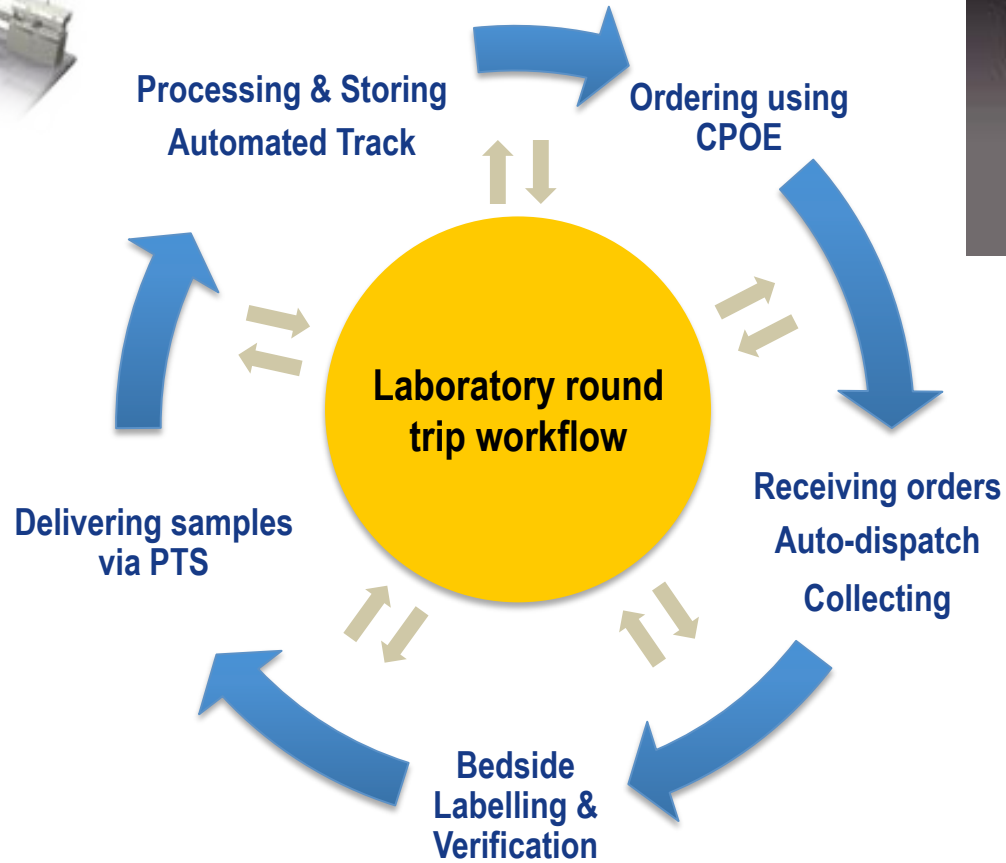 Processing & Storing
Automated Track
Ordering using
CPOE
Laboratory round
trip workflow
Receiving orders
Auto-dispatch
Collecting
Delivering samples
via PTS
Bedside
Labelling &
Verification